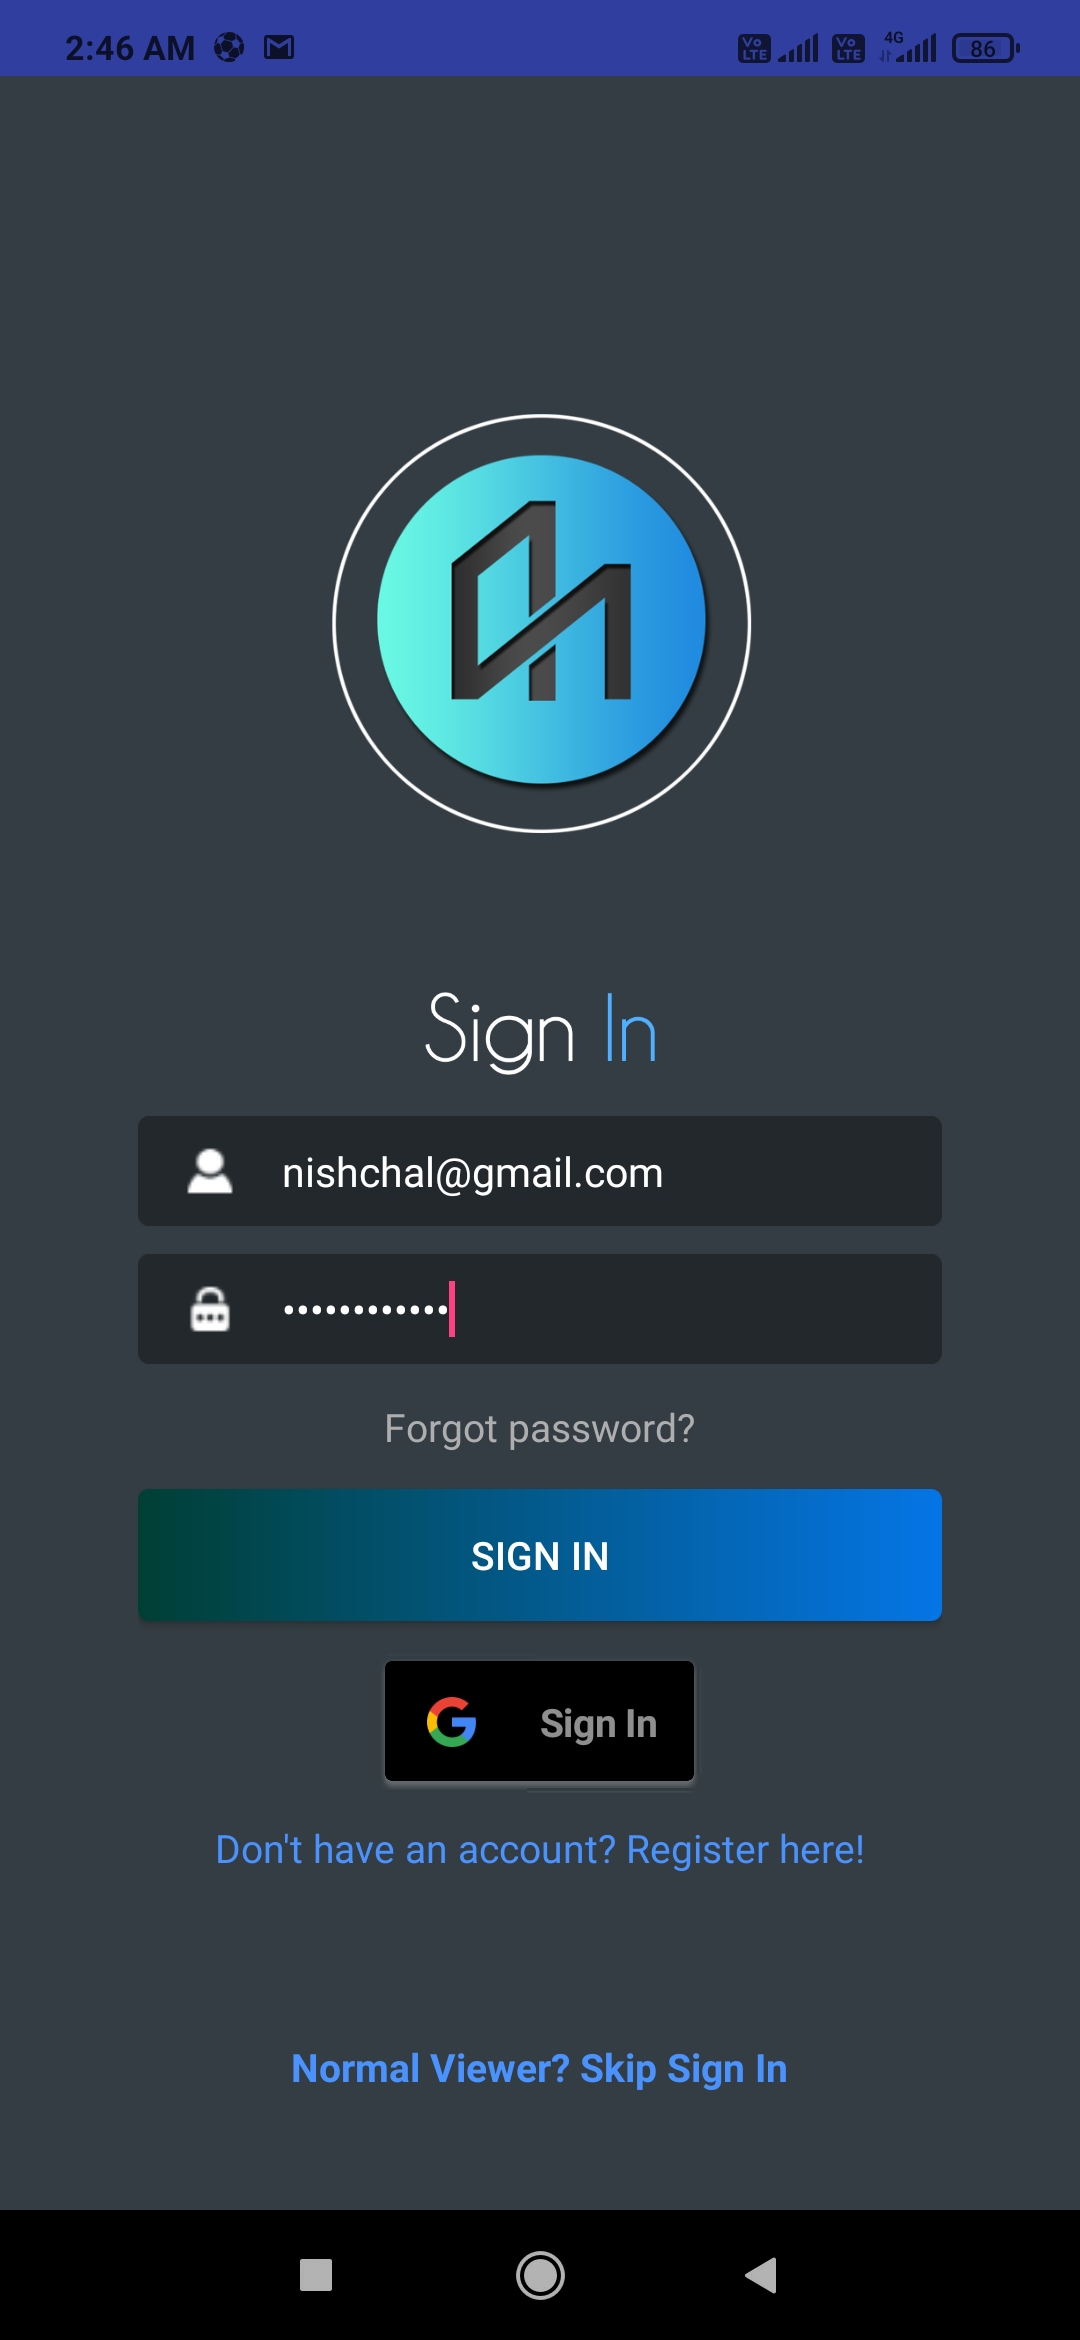 2:46 AM
Vo LTE
Vo LTE
4G
86
Sign In
nishchal@gmail.com
••••••••••••
Forgot password?
SIGN IN
Sign In
Don't have an account? Register here!
Normal Viewer? Skip Sign In